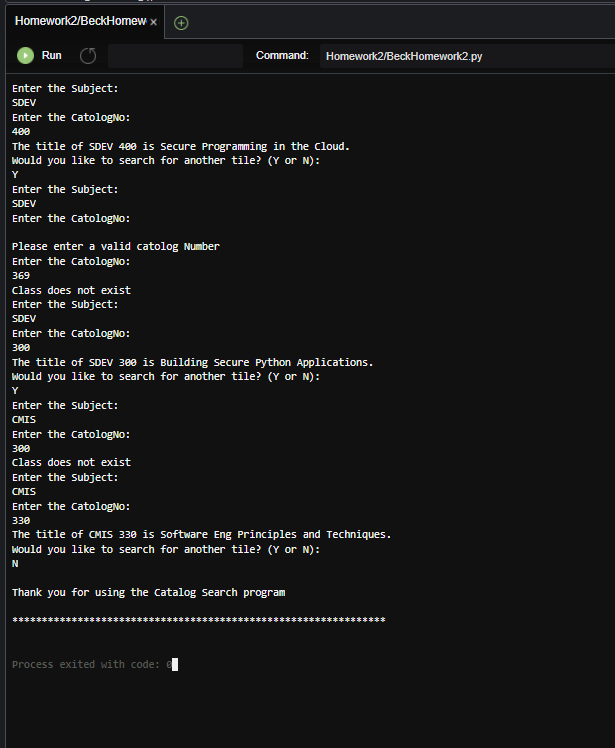 Homework2/BeckHomew
Run
Command:
Homework2/BeckHomework2.py
Enter the Subject:
SDEV
Enter the CatologNo:
400
The title of SDEV 400 is Secure Programming in the Cloud.
Would you like to search for another tile? (Y or N):
Y
Enter the Subject:
SDEV
Enter the CatologNo:
Please enter a valid catolog Number
Enter the CatologNo:
369
Class does not exist
Enter the Subject:
SDEV
Enter the CatologNo:
300
The title of SDEV 300 is Building Secure Python Applications.
Would you like to search for another tile? (Y or N):
Y
Enter the Subject:
CMIS
Enter the CatologNo:
300
Class does not exist
Enter the Subject:
CMIS
Enter the CatologNo:
330
The title of CMIS 330 is Software Eng Principles and Techniques.
Would you like to search for another tile? (Y or N):
N
Thank you for using the Catalog Search program
***************************************************************
Process exited with code: 0